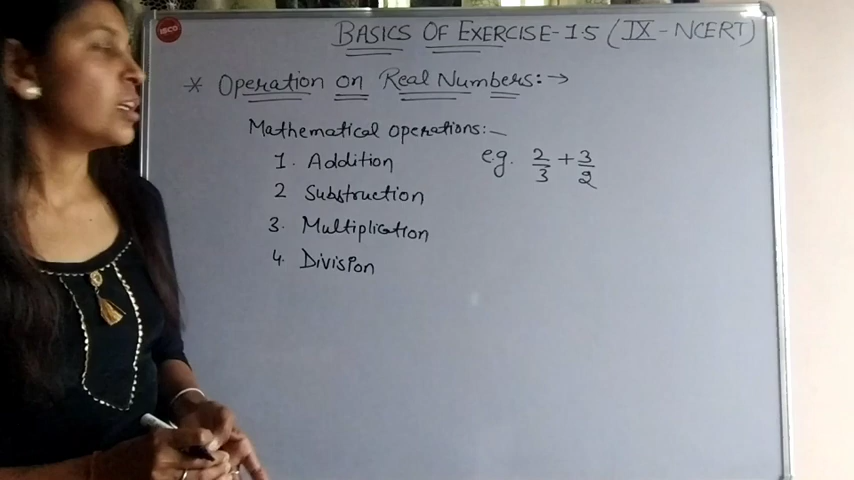 BASICS OF EXERCISE-1.5 (IX - NCERT)
* Operation on Real Numbers:→
Mathematical operations:—
1. Addition e.g. 2/3 + 3/2
2 Substruction
3. Multiplication
4. Division